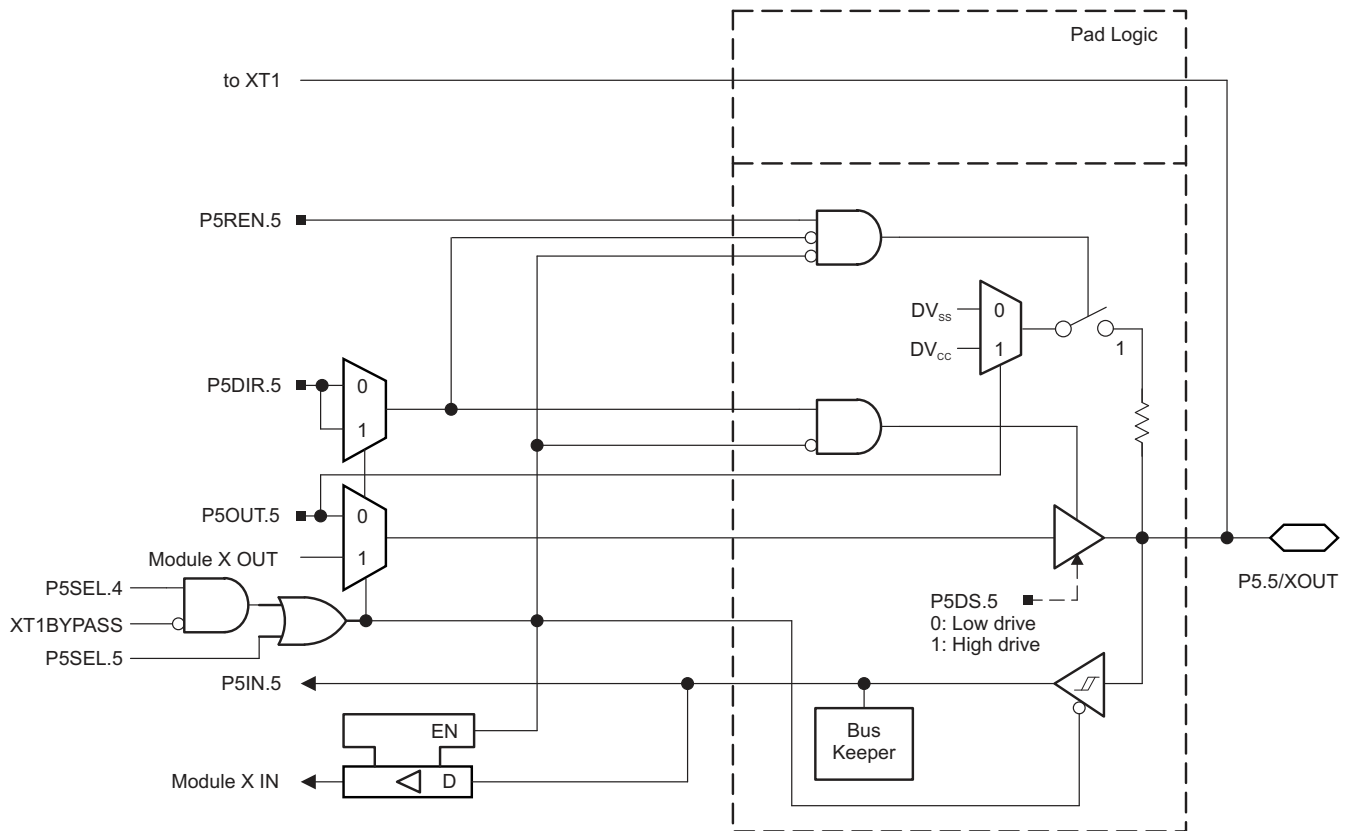 Pad Logic
to XT1
P5REN.5
DVSS
0
DVCC
1
1
P5DIR.5
0
1
P5OUT.5
0
Module X OUT
1
P5SEL.4
XT1BYPASS
P5SEL.5
P5.5/XOUT
P5DS.5
0: Low drive
1: High drive
P5IN.5
EN
Bus
Keeper
Module X IN
D